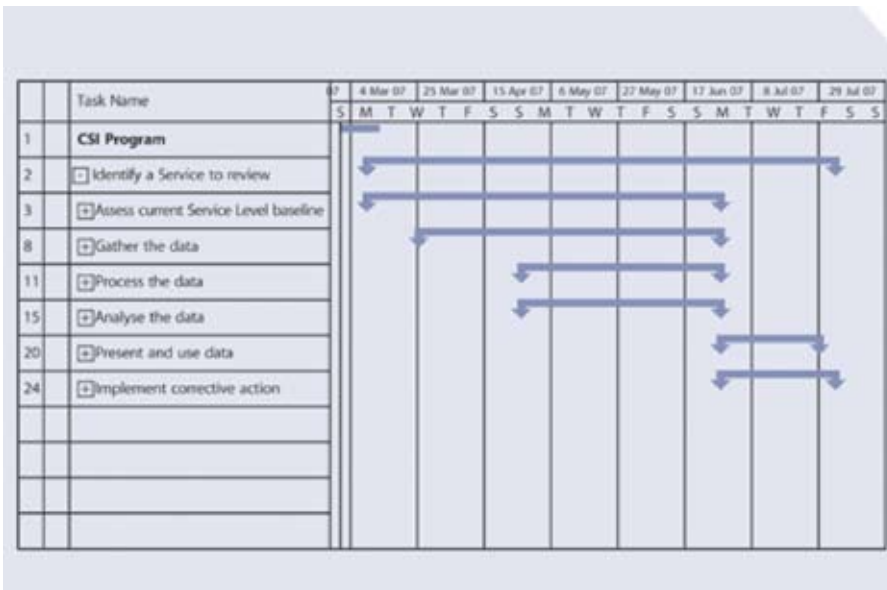 Task Name
07 4 Mar 07 25 Mar 07 15 Apr 07 6 May 07 27 May 07 17 Jun 07 8 Jul 07 29 Jul 07
S M T W T F S S M T W T F S S M T W T F S S
1 CSI Program
2 - Identify a Service to review
3 + Assess current Service Level baseline
8 + Gather the data
11 + Process the data
15 + Analyse the data
20 + Present and use data
24 + Implement corrective action